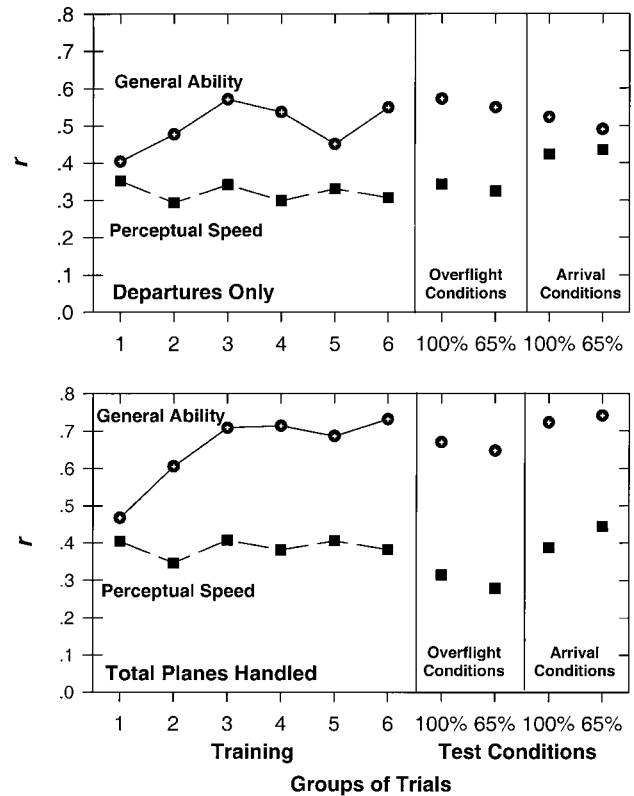 .8
.7
.6
.5
.4
.3
.2
.1
.0
r
General Ability
Perceptual Speed
Departures Only
Overflight
Conditions
Arrival
Conditions
1 2 3 4 5 6 100% 65% 100% 65%
.8
.7
.6
.5
.4
.3
.2
.1
.0
r
General Ability
Perceptual Speed
Total Planes Handled
Overflight
Conditions
Arrival
Conditions
1 2 3 4 5 6 100% 65% 100% 65%
Training Test Conditions
Groups of Trials